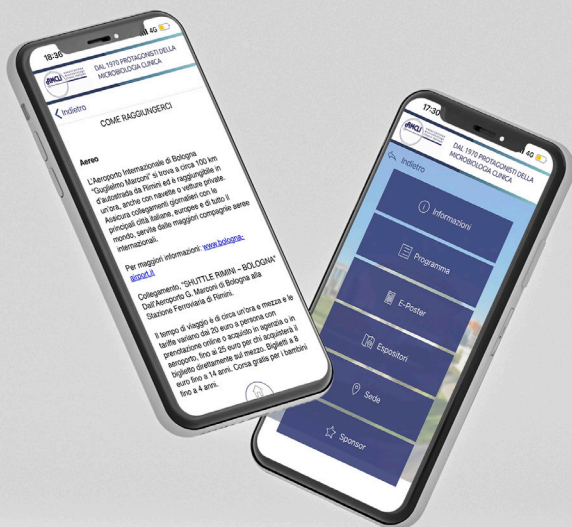 18:36
4G
AMCLI
DAL 1970 PROTAGONISTI DELLA
MICROBIOLOGIA CLINICA
Indietro
COME RAGGIUNGERCI
Aereo
L'Aeroporto Internazionale di Bologna
"Guglielmo Marconi" si trova a circa 100 km
d'autostrada da Rimini ed è raggiungibile in
un'ora, anche con navette o vetture private.
Assicura collegamenti giornalieri con le
principali città italiane, europee e di tutto il
mondo, servite dalle maggiori compagnie aeree
internazionali.
Per maggiori informazioni: www.bologna-
airport.it
Collegamento, "SHUTTLE RIMINI – BOLOGNA"
Dall'Aeroporto G. Marconi di Bologna alla
Stazione Ferroviaria di Rimini.
Il tempo di viaggio è di circa un'ora e mezza e le
tariffe variano dai 20 euro a persona con
prenotazione online o acquisto in agenzia o in
aeroporto, fino ai 25 euro per chi acquisterà il
biglietto direttamente sul mezzo. Biglietti a 8
euro fino a 14 anni. Corsa gratis per i bambini
fino a 4 anni.
17:30
4G
AMCLI
DAL 1970 PROTAGONISTI DELLA
MICROBIOLOGIA CLINICA
Indietro
Informazioni
Programma
E-Poster
Espositori
Sede
Sponsor